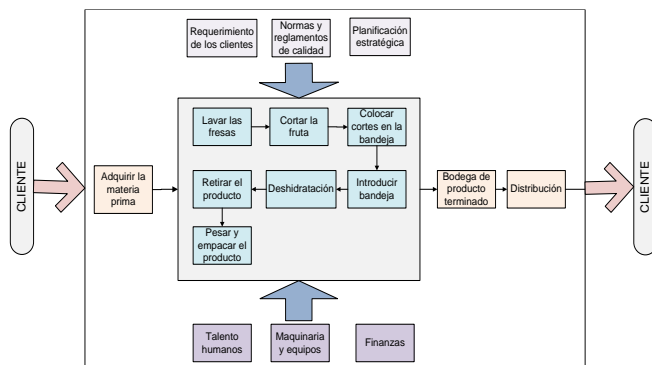 Requerimiento
de los clientes
Normas y
reglamentos
de calidad
Planificación
estratégica
CLIENTE
Adquirir la
materia
prima
Lavar las
fresas
Cortar la
fruta
Colocar
cortes en la
bandeja
Retirar el
producto
Deshidratación
Introducir
bandeja
Pesar y
empacar el
producto
Bodega de
producto
terminado
Distribución
CLIENTE
Talento
humanos
Maquinaria
y equipos
Finanzas